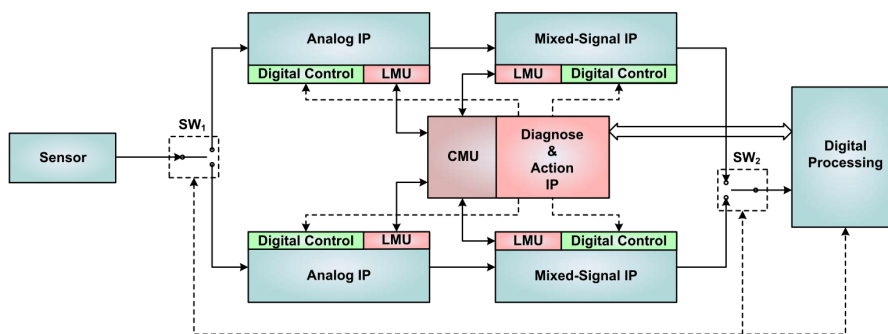 Analog IP
Digital Control
LMU
Mixed-Signal IP
LMU
Digital Control
SW1
Sensor
CMU
Diagnose
&
Action
IP
SW2
Digital
Processing
Digital Control
LMU
Analog IP
LMU
Digital Control
Mixed-Signal IP